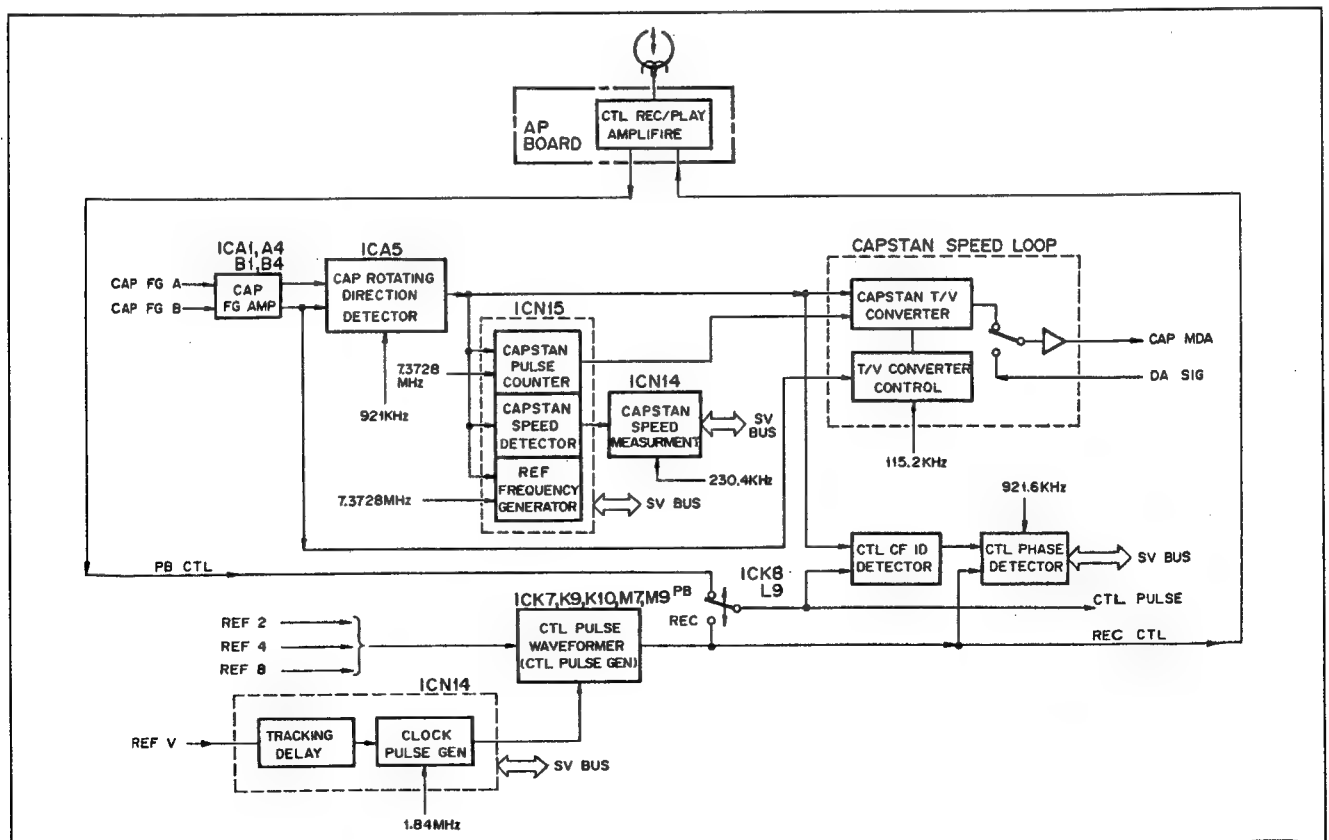 CTL REC/PLAY
AMPLIFIRE
AP
BOARD
ICA1, A4
B1, B4
CAP FG A
CAP FG B
CAP
FG AMP
ICA5
CAP ROTATING
DIRECTION
DETECTOR
921KHz
ICN15
CAPSTAN
PULSE
COUNTER
7.3728
MHz
CAPSTAN
SPEED
DETECTOR
REF
FREQUENCY
GENERATOR
7.3728MHz
SV BUS
ICN14
CAPSTAN
SPEED
MEASURMENT
SV
BUS
230.4KHz
CAPSTAN SPEED LOOP
CAPSTAN T/V
CONVERTER
T/V CONVERTER
CONTROL
115.2KHz
CAP MDA
DA SIG
921.6KHz
CTL CF ID
DETECTOR
CTL PHASE
DETECTOR
SV BUS
PB CTL
ICK8
L9
PB
REC
CTL PULSE
REC CTL
ICK7, K9, K10, M7, M9
CTL PULSE
WAVEFORMER
(CTL PULSE GEN)
REF 2
REF 4
REF 8
ICN14
REF V
TRACKING
DELAY
CLOCK
PULSE GEN
SV BUS
1.84MHz